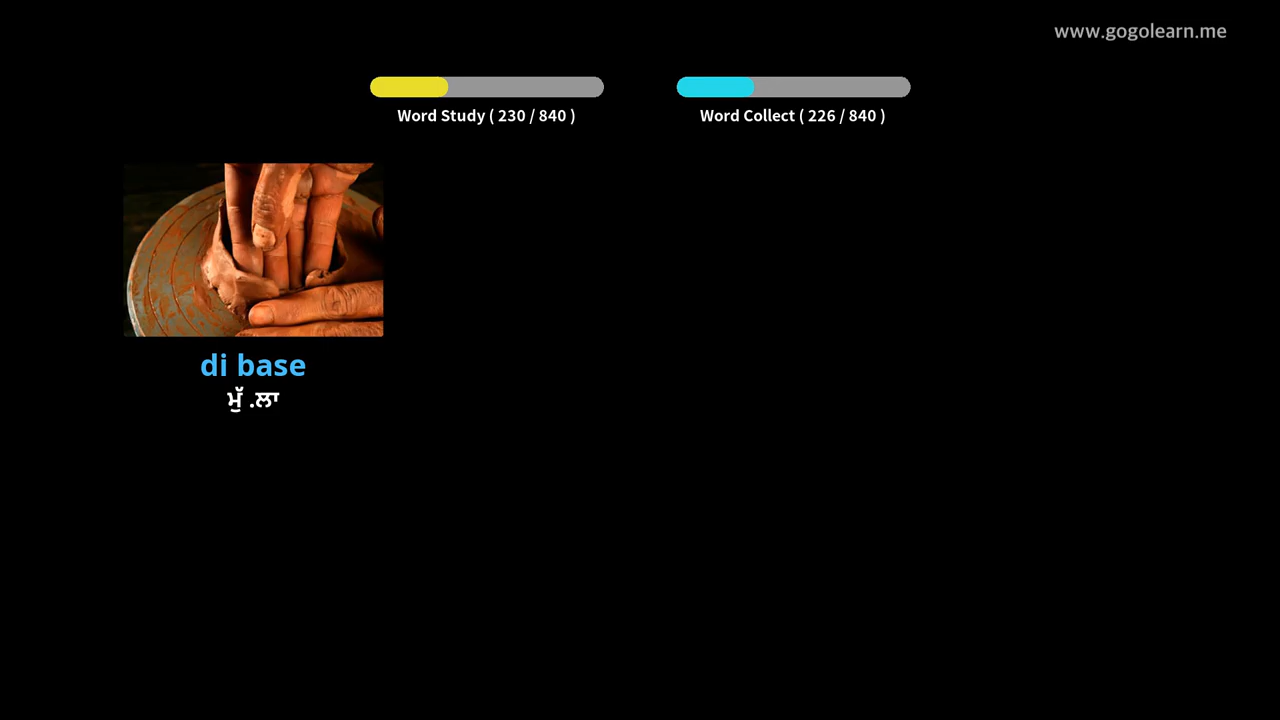 www.gogolearn.me
Word Study ( 230 / 840 )
Word Collect ( 226 / 840 )
di base
ਮੁੱ .ਲਾ